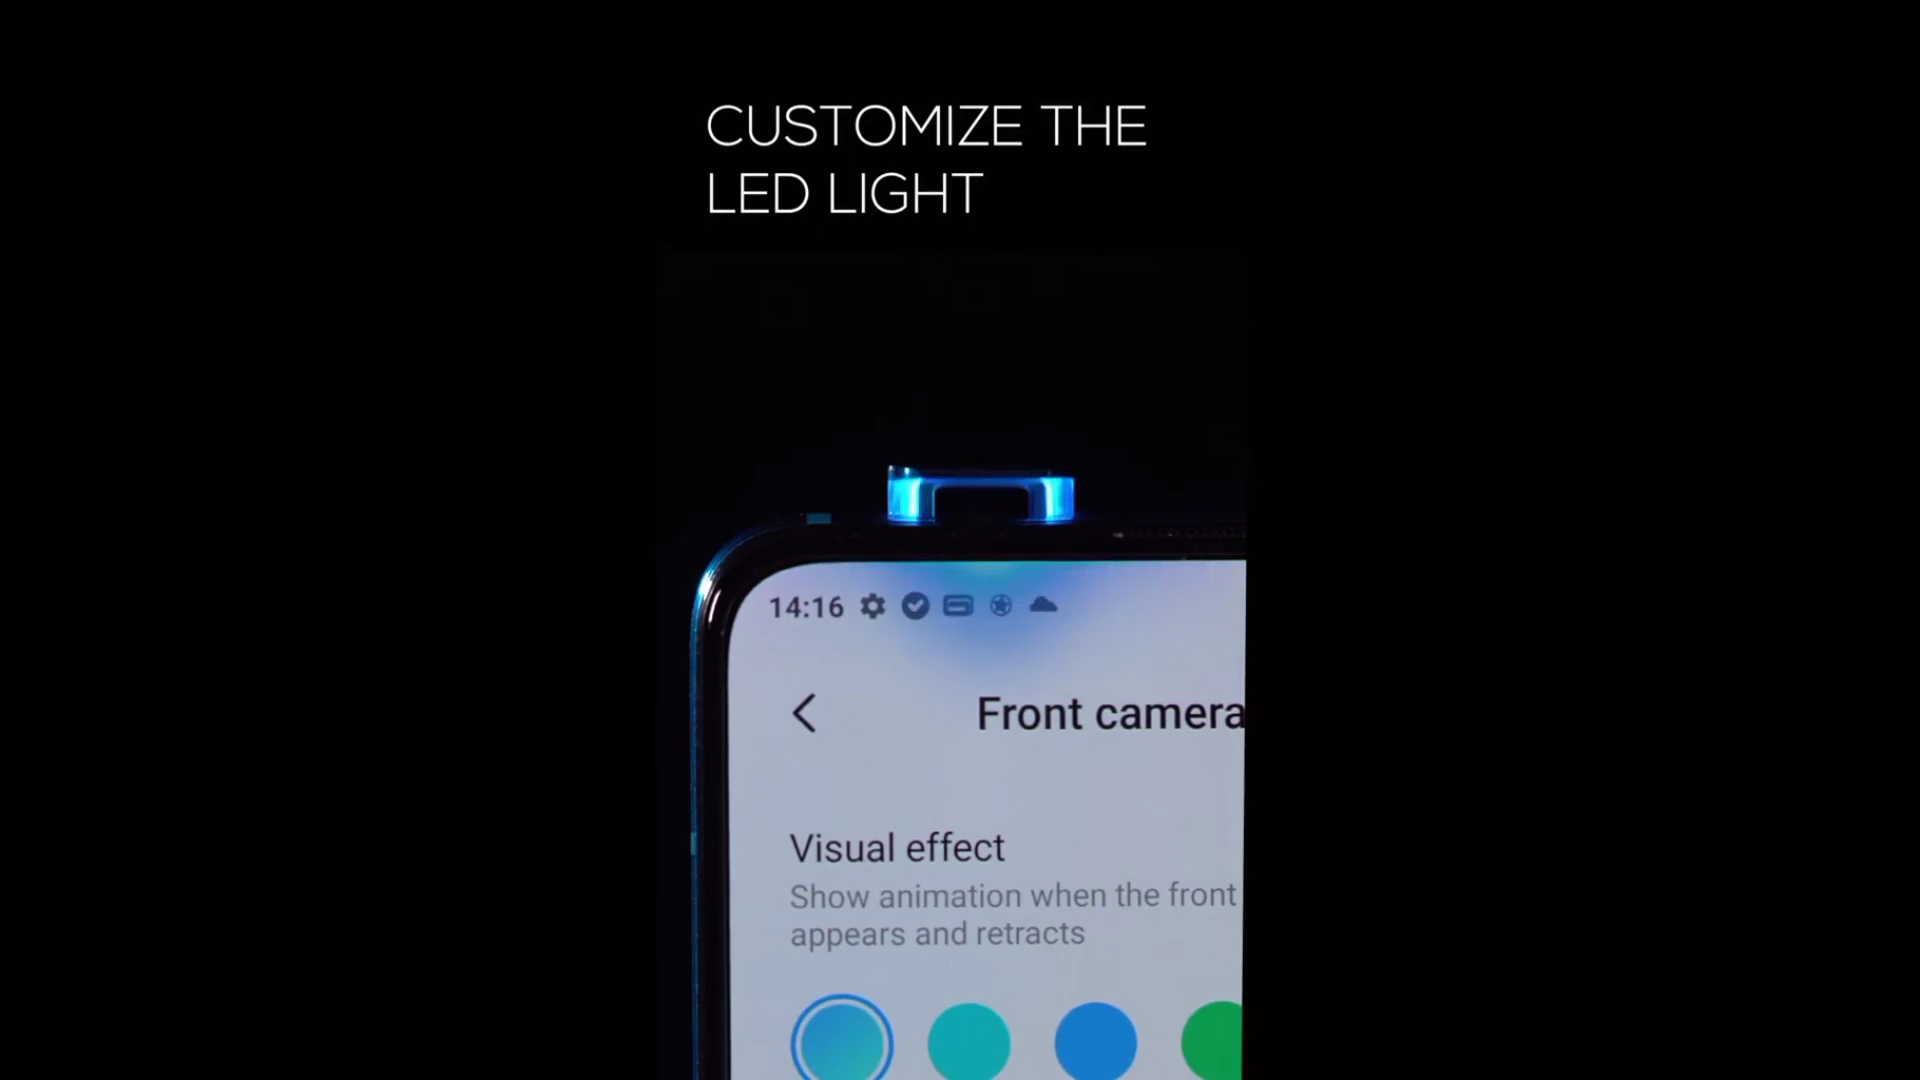 CUSTOMIZE THE
LED LIGHT
14:16
Front camera
Visual effect
Show animation when the front
appears and retracts